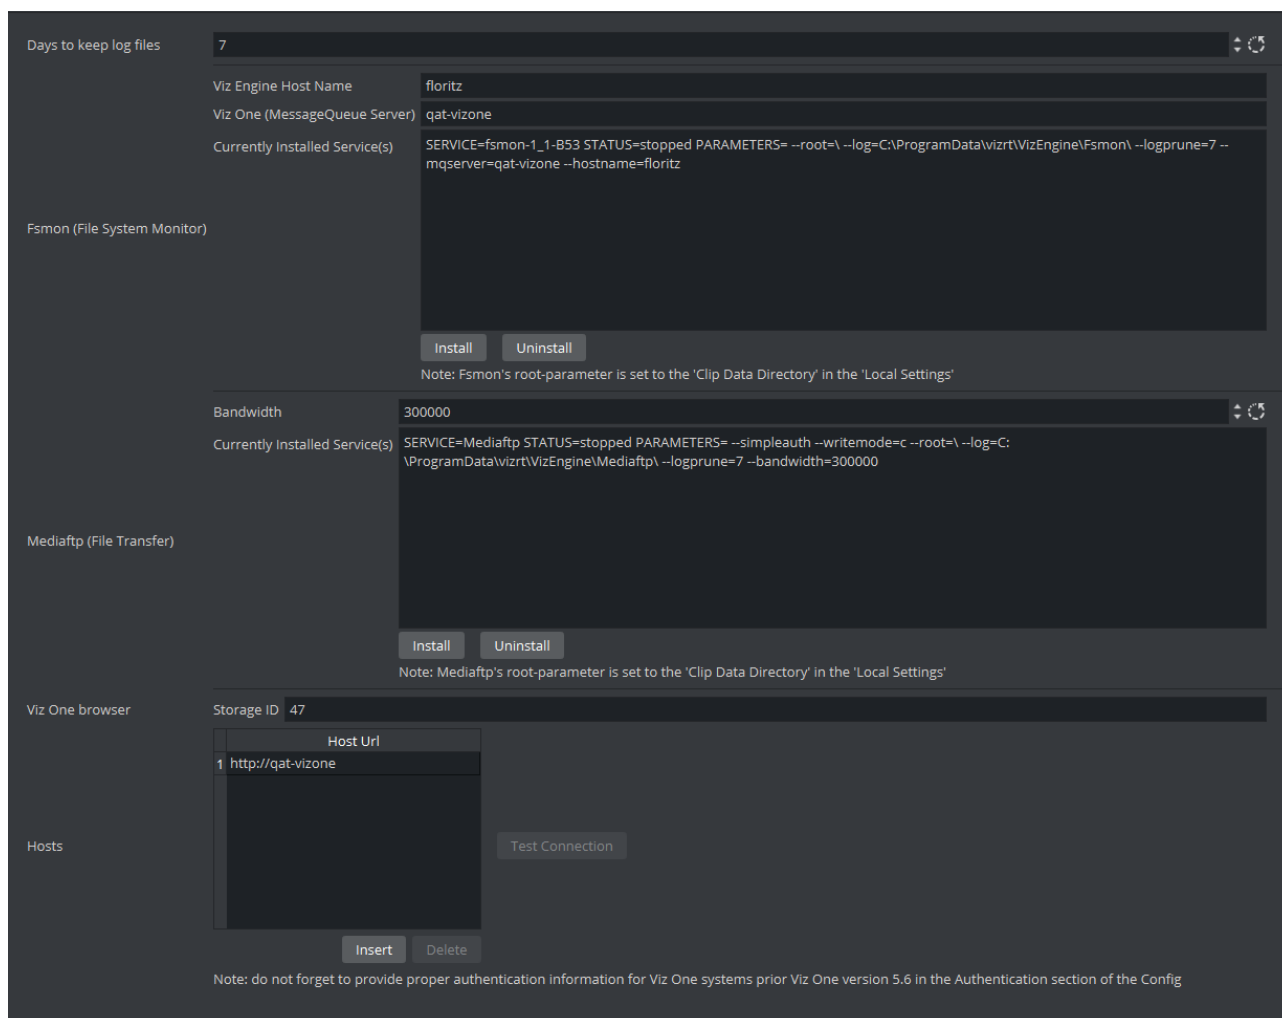 Days to keep log files
7
Viz Engine Host Name
floritz
Viz One (MessageQueue Server)
qat-vizone
Currently Installed Service(s)
SERVICE=fsmon-1_1-B53 STATUS=stopped PARAMETERS= --root=\ --log=C:\ProgramData\vizrt\VizEngine\Fsmon\ --logprune=7 --
mqserver=qat-vizone --hostname=floritz
Fsmon (File System Monitor)
Install Uninstall
Note: Fsmon's root-parameter is set to the 'Clip Data Directory' in the 'Local Settings'
Bandwidth
300000
Currently Installed Service(s)
SERVICE=Mediaftp STATUS=stopped PARAMETERS= --simpleauth --writemode=c --root=\ --log=C:
\ProgramData\vizrt\VizEngine\Mediaftp\ --logprune=7 --bandwidth=300000
Mediaftp (File Transfer)
Install Uninstall
Note: Mediaftp's root-parameter is set to the 'Clip Data Directory' in the 'Local Settings'
Viz One browser
Storage ID 47
Host Url
1 http://qat-vizone
Hosts
Test Connection
Insert Delete
Note: do not forget to provide proper authentication information for Viz One systems prior Viz One version 5.6 in the Authentication section of the Config